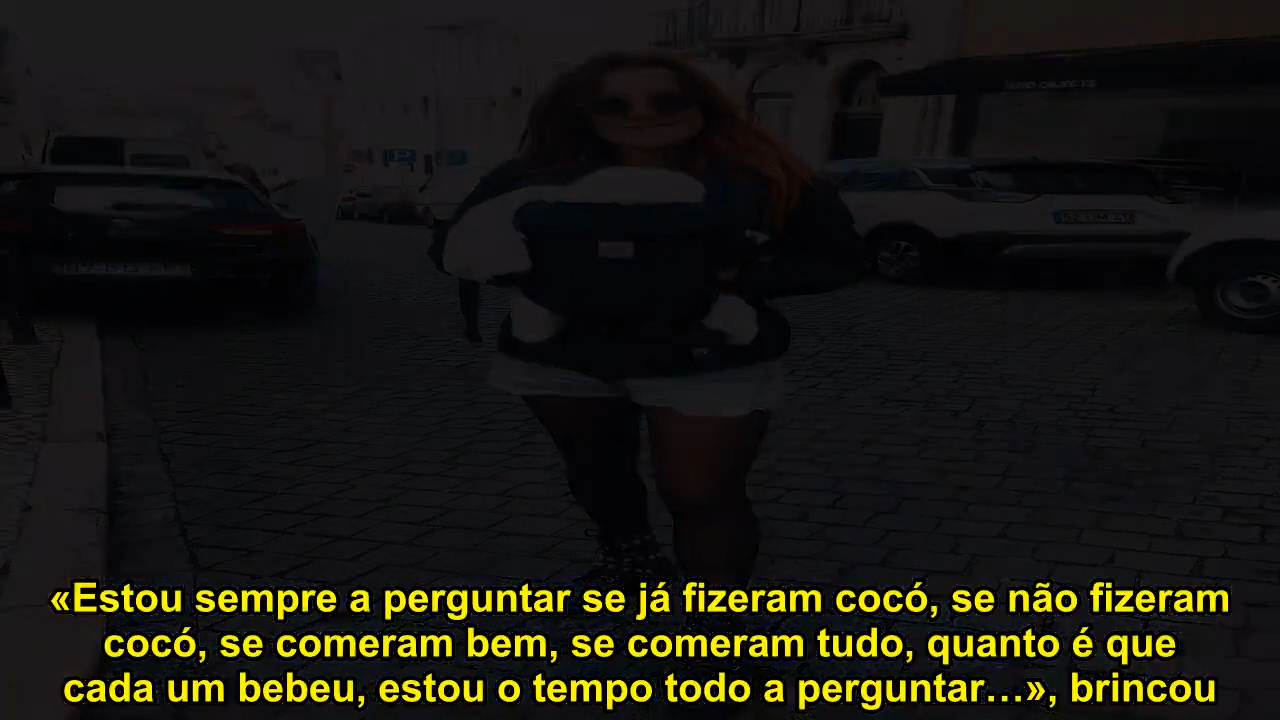 «Estou sempre a perguntar se já fizeram cocó, se não fizeram
cocó, se comeram bem, se comeram tudo, quanto é que
cada um bebeu, estou o tempo todo a perguntar…», brincou